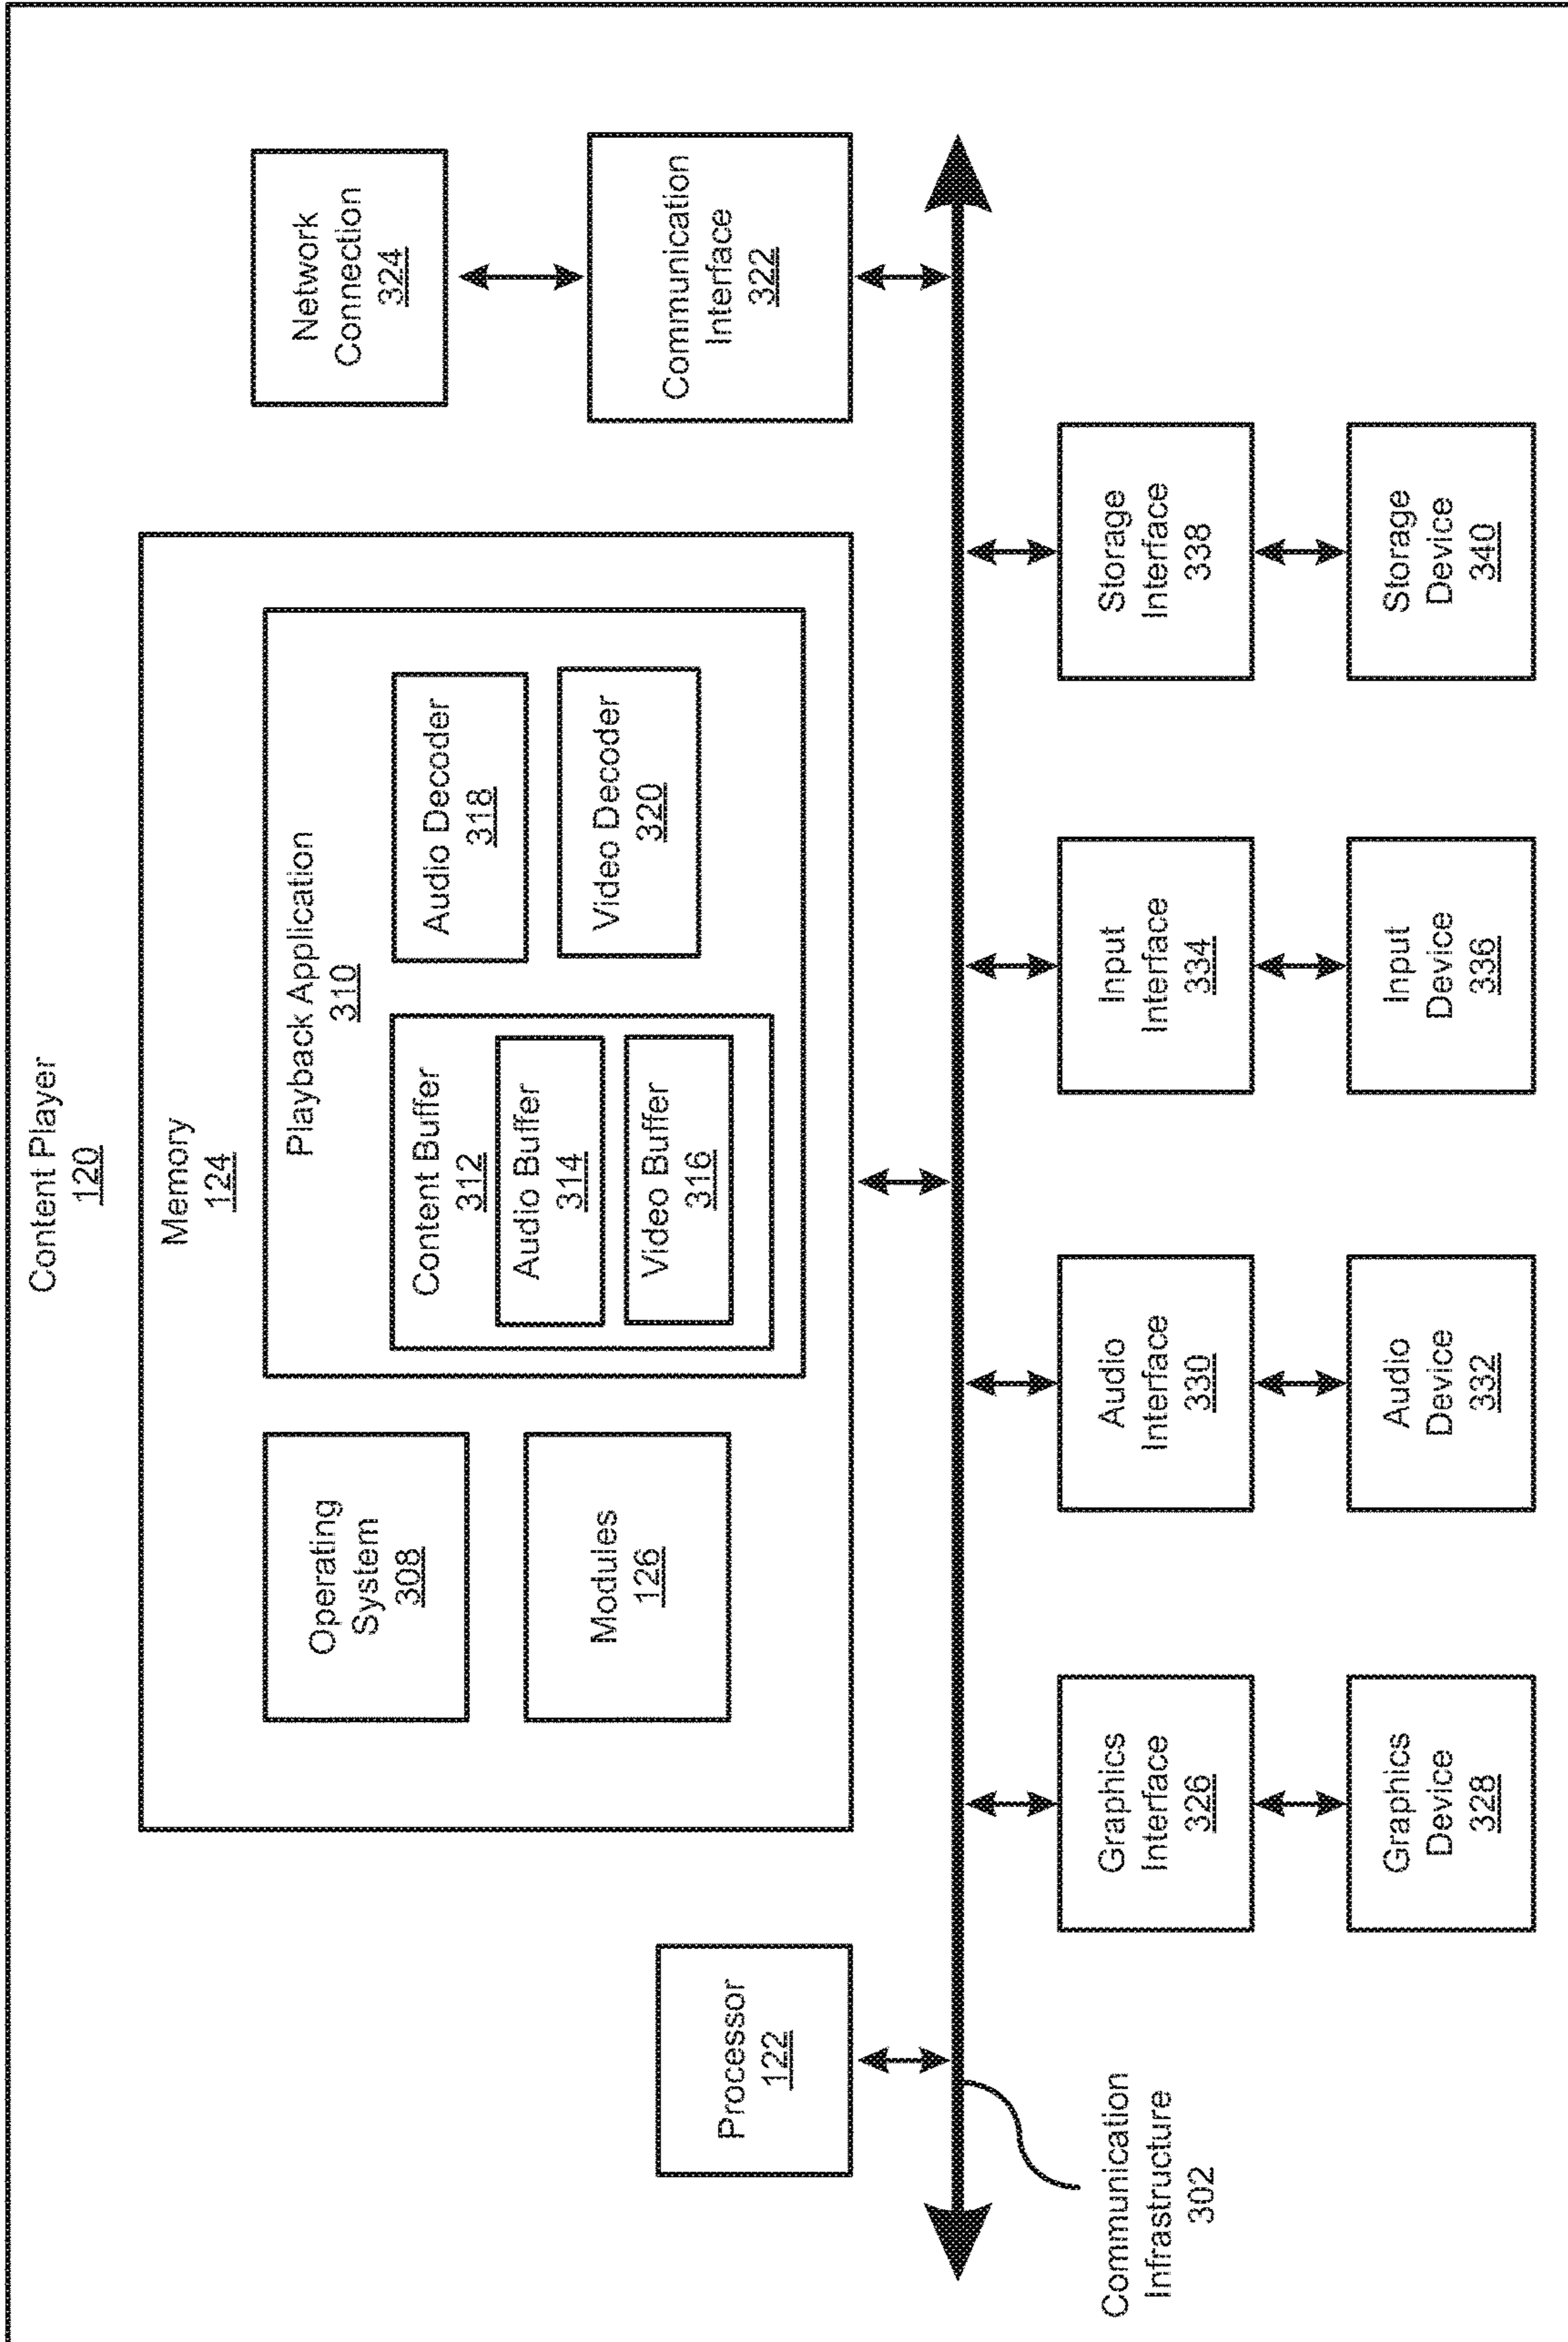 Content Player
120
Memory
124
Operating
System
308
Modules
126
Playback Application
310
Content Buffer
312
Audio Buffer
314
Video Buffer
316
Audio Decoder
318
Video Decoder
320
Network
Connection
324
Communication
Interface
322
Processor
122
Communication
Infrastructure
302
Graphics
Interface
326
Audio
Interface
330
Input
Interface
334
Storage
Interface
338
Graphics
Device
328
Audio
Device
332
Input
Device
336
Storage
Device
340